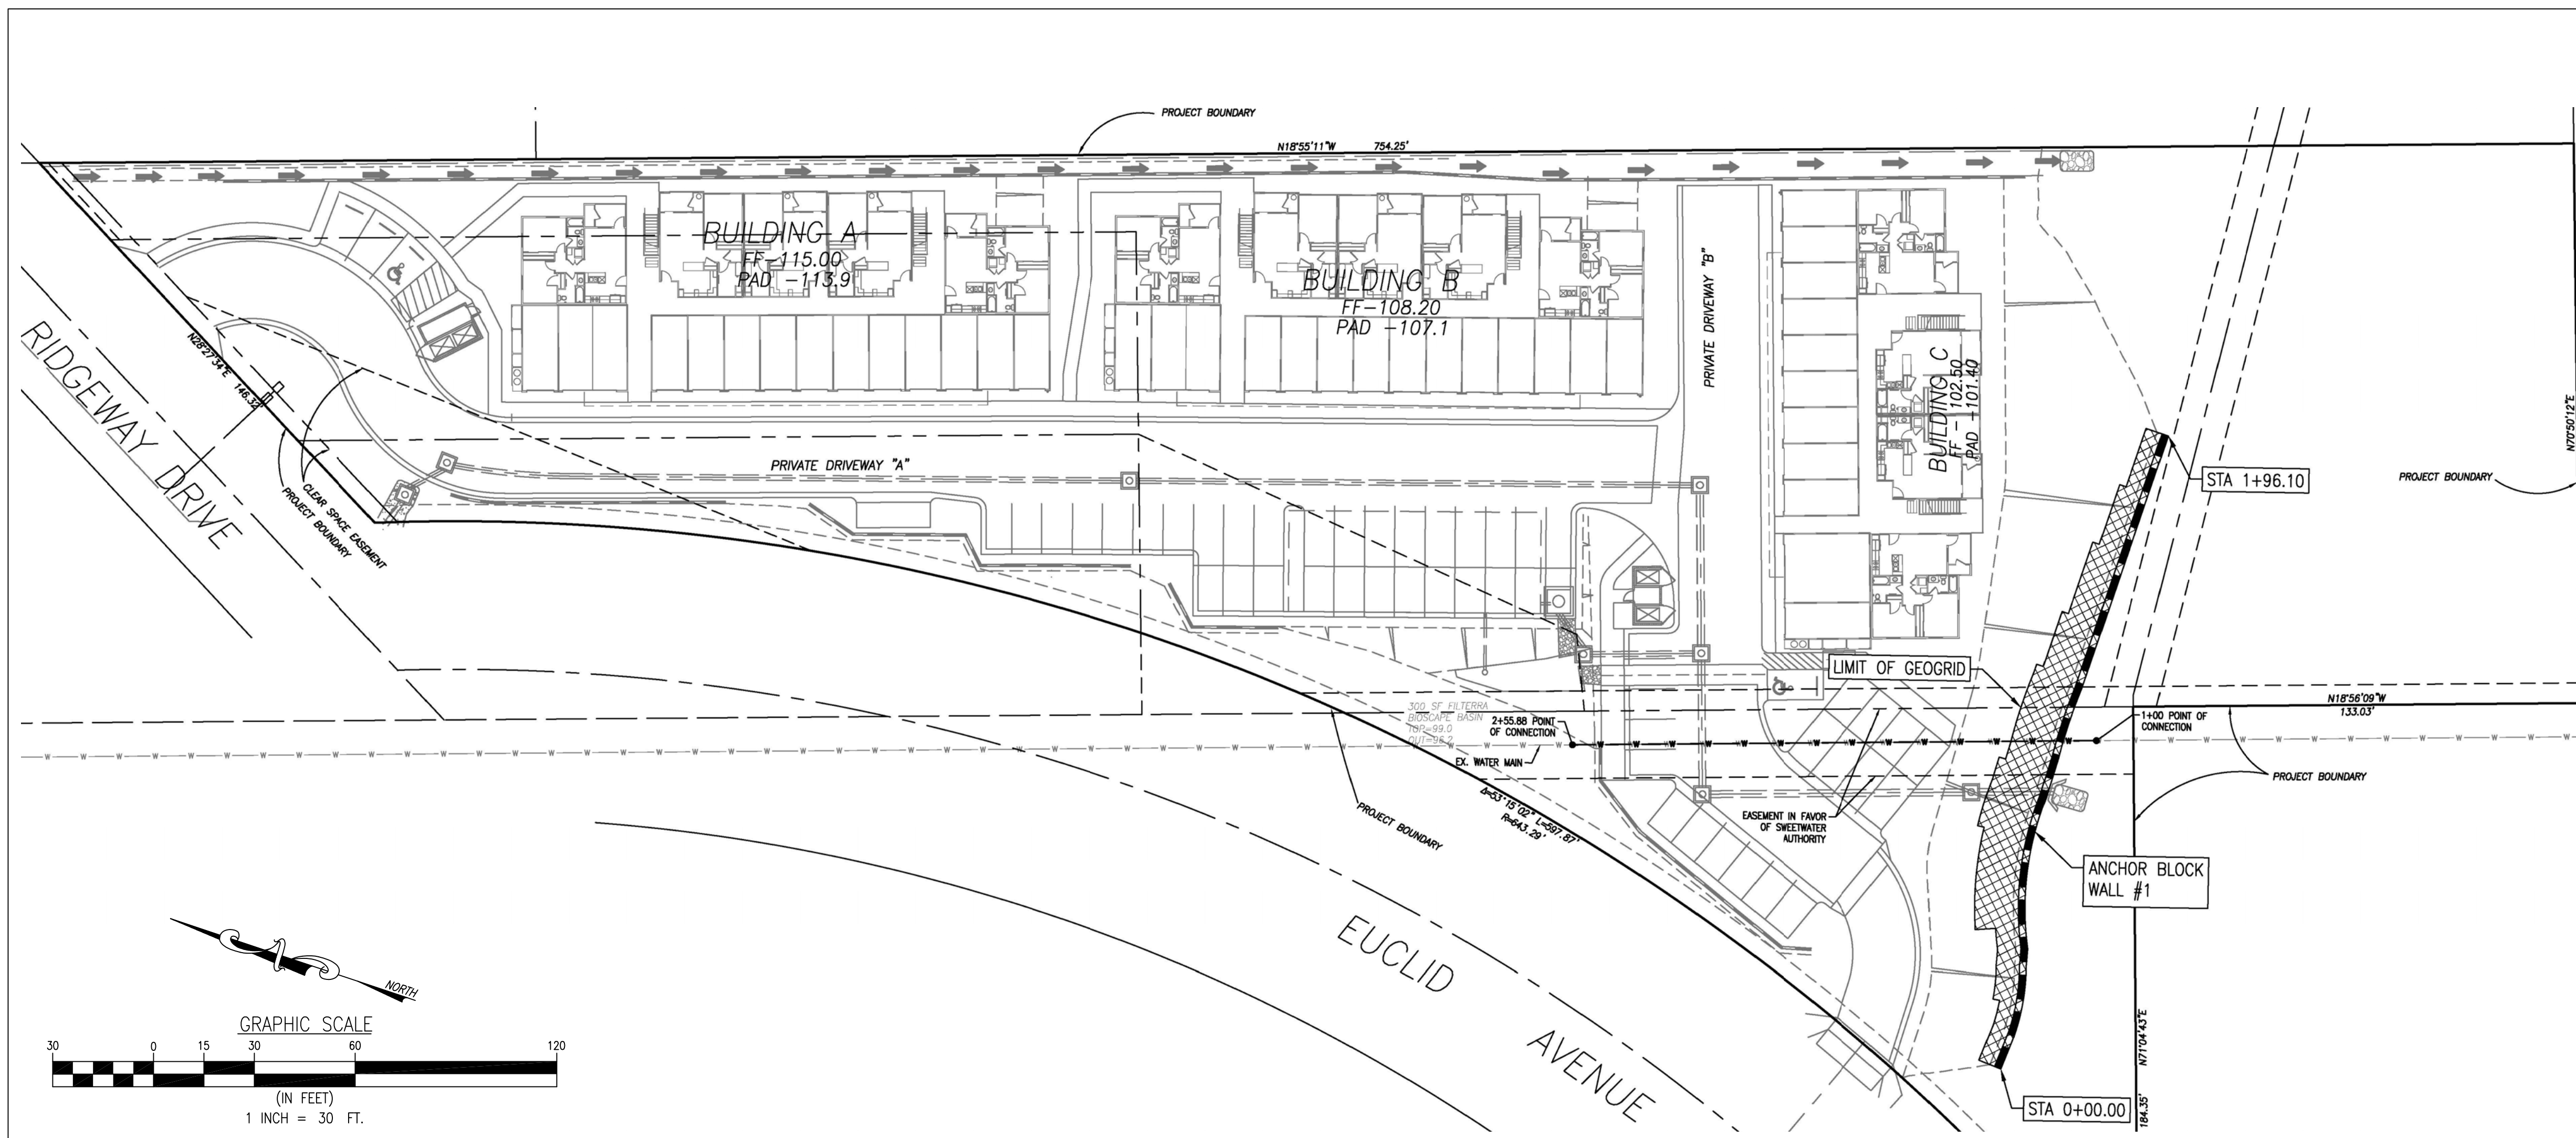 PROJECT BOUNDARY
N18°55'11"W 754.25'
BUILDING A
FF-115.00
PAD -113.9
BUILDING B
FF-108.20
PAD -107.1
PRIVATE DRIVEWAY "B"
BUILDING C
FF - 102.50
PAD -101.40
RIDGEWAY DRIVE
N28°27'34"E 146.32'
CLEAR SPACE EASEMENT
PROJECT BOUNDARY
PRIVATE DRIVEWAY "A"
STA 1+96.10
PROJECT BOUNDARY
N70°50'12"E
LIMIT OF GEOGRID
N18°56'09"W
133.03'
300 SF FILTERRA
BIOSCAPE BASIN
TOP=99.0
2+55.88 POINT
OF CONNECTION
1+00 POINT OF
CONNECTION
EX. WATER MAIN
PROJECT BOUNDARY
PROJECT BOUNDARY
Δ=53°15'02" L=597.87'
R=643.29'
EASEMENT IN FAVOR
OF SWEETWATER
AUTHORITY
ANCHOR BLOCK
WALL #1
EUCLID
AVENUE
NORTH
GRAPHIC SCALE
30 0 15 30 60 120
(IN FEET)
1 INCH = 30 FT.
STA 0+00.00
184.35' N71°04'43"E